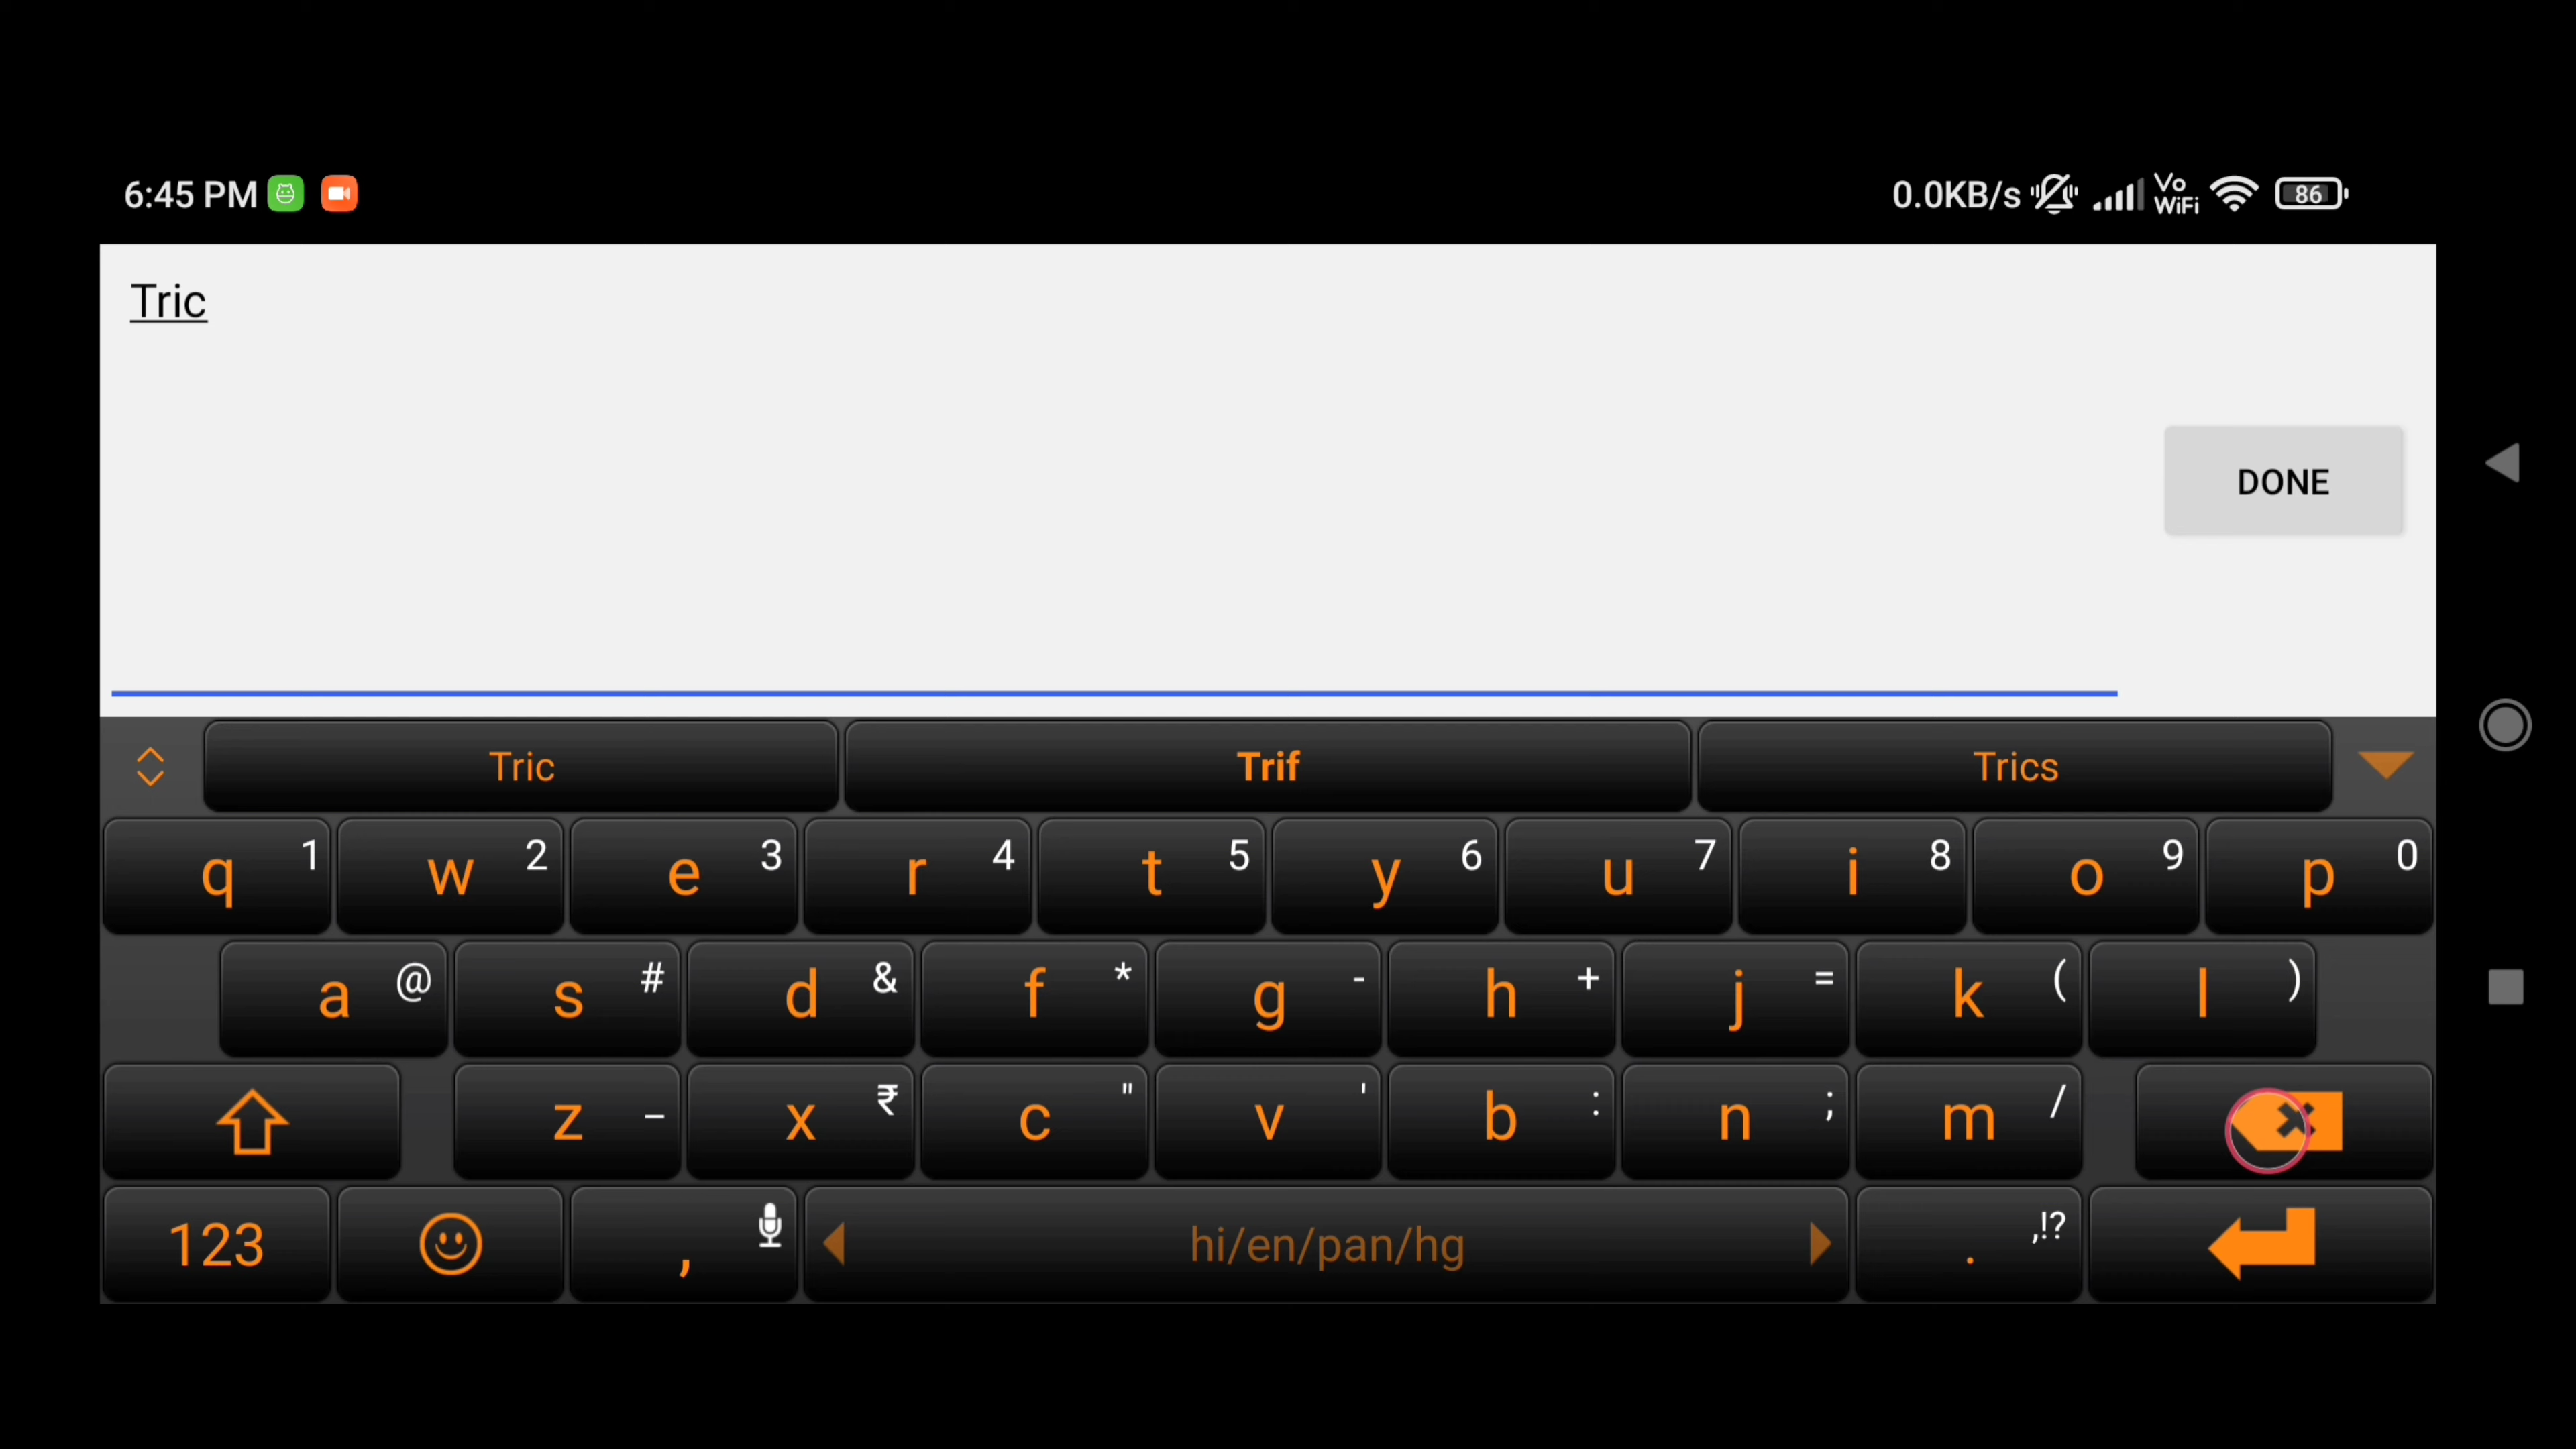 6:45 PM 0.0KB/s Vo WiFi 86
Tric
DONE
Tric Trif Trics
q 1 w 2 e 3 r 4 t 5 y 6 u 7 i 8 o 9 p 0
a @ s # d & f * g - h + j = k ( l )
z _ x ₹ c " v ' b : n ; m /
123 , hi/en/pan/hg . ,!?